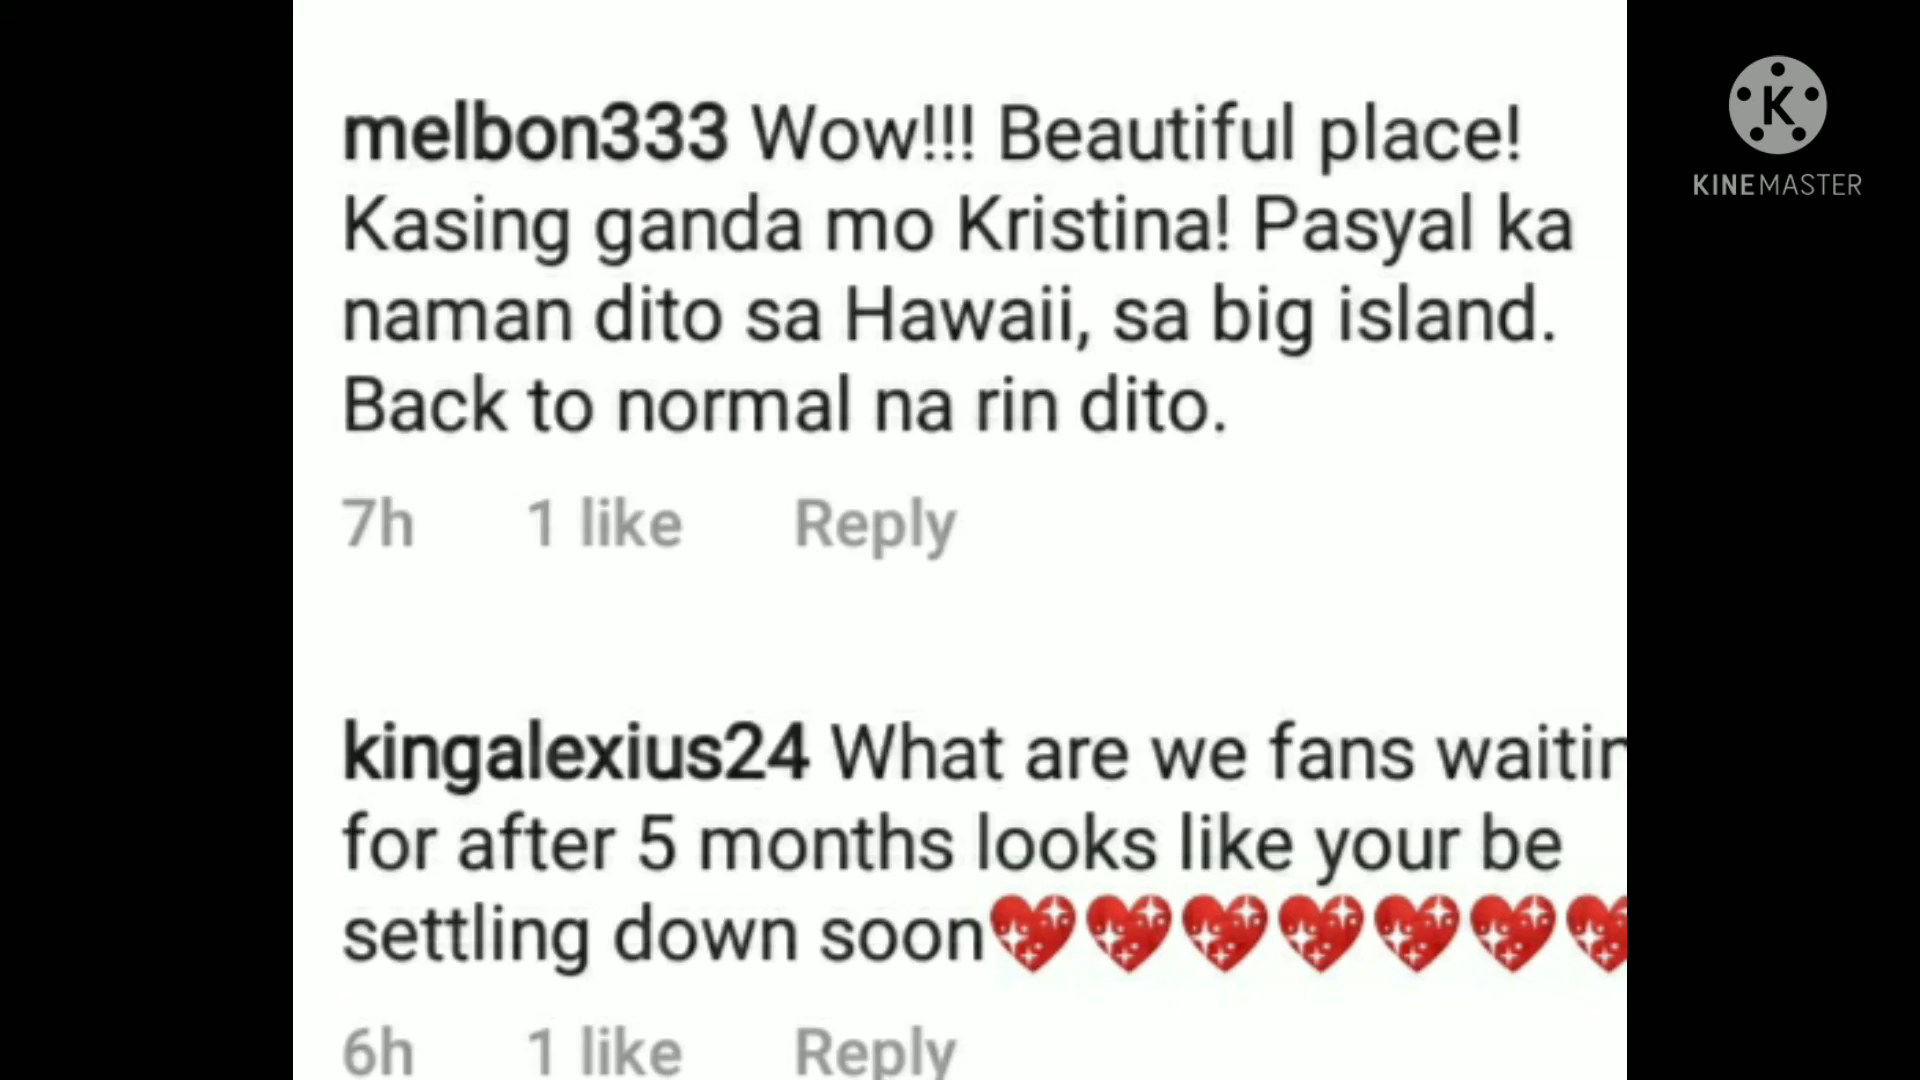 melbon333 Wow!!! Beautiful place!
Kasing ganda mo Kristina! Pasyal ka
naman dito sa Hawaii, sa big island.
Back to normal na rin dito.
7h 1 like Reply
kingalexius24 What are we fans waitin
for after 5 months looks like your be
settling down soon💖💖💖💖💖💖💖
6h 1 like Reply
K
KINEMASTER